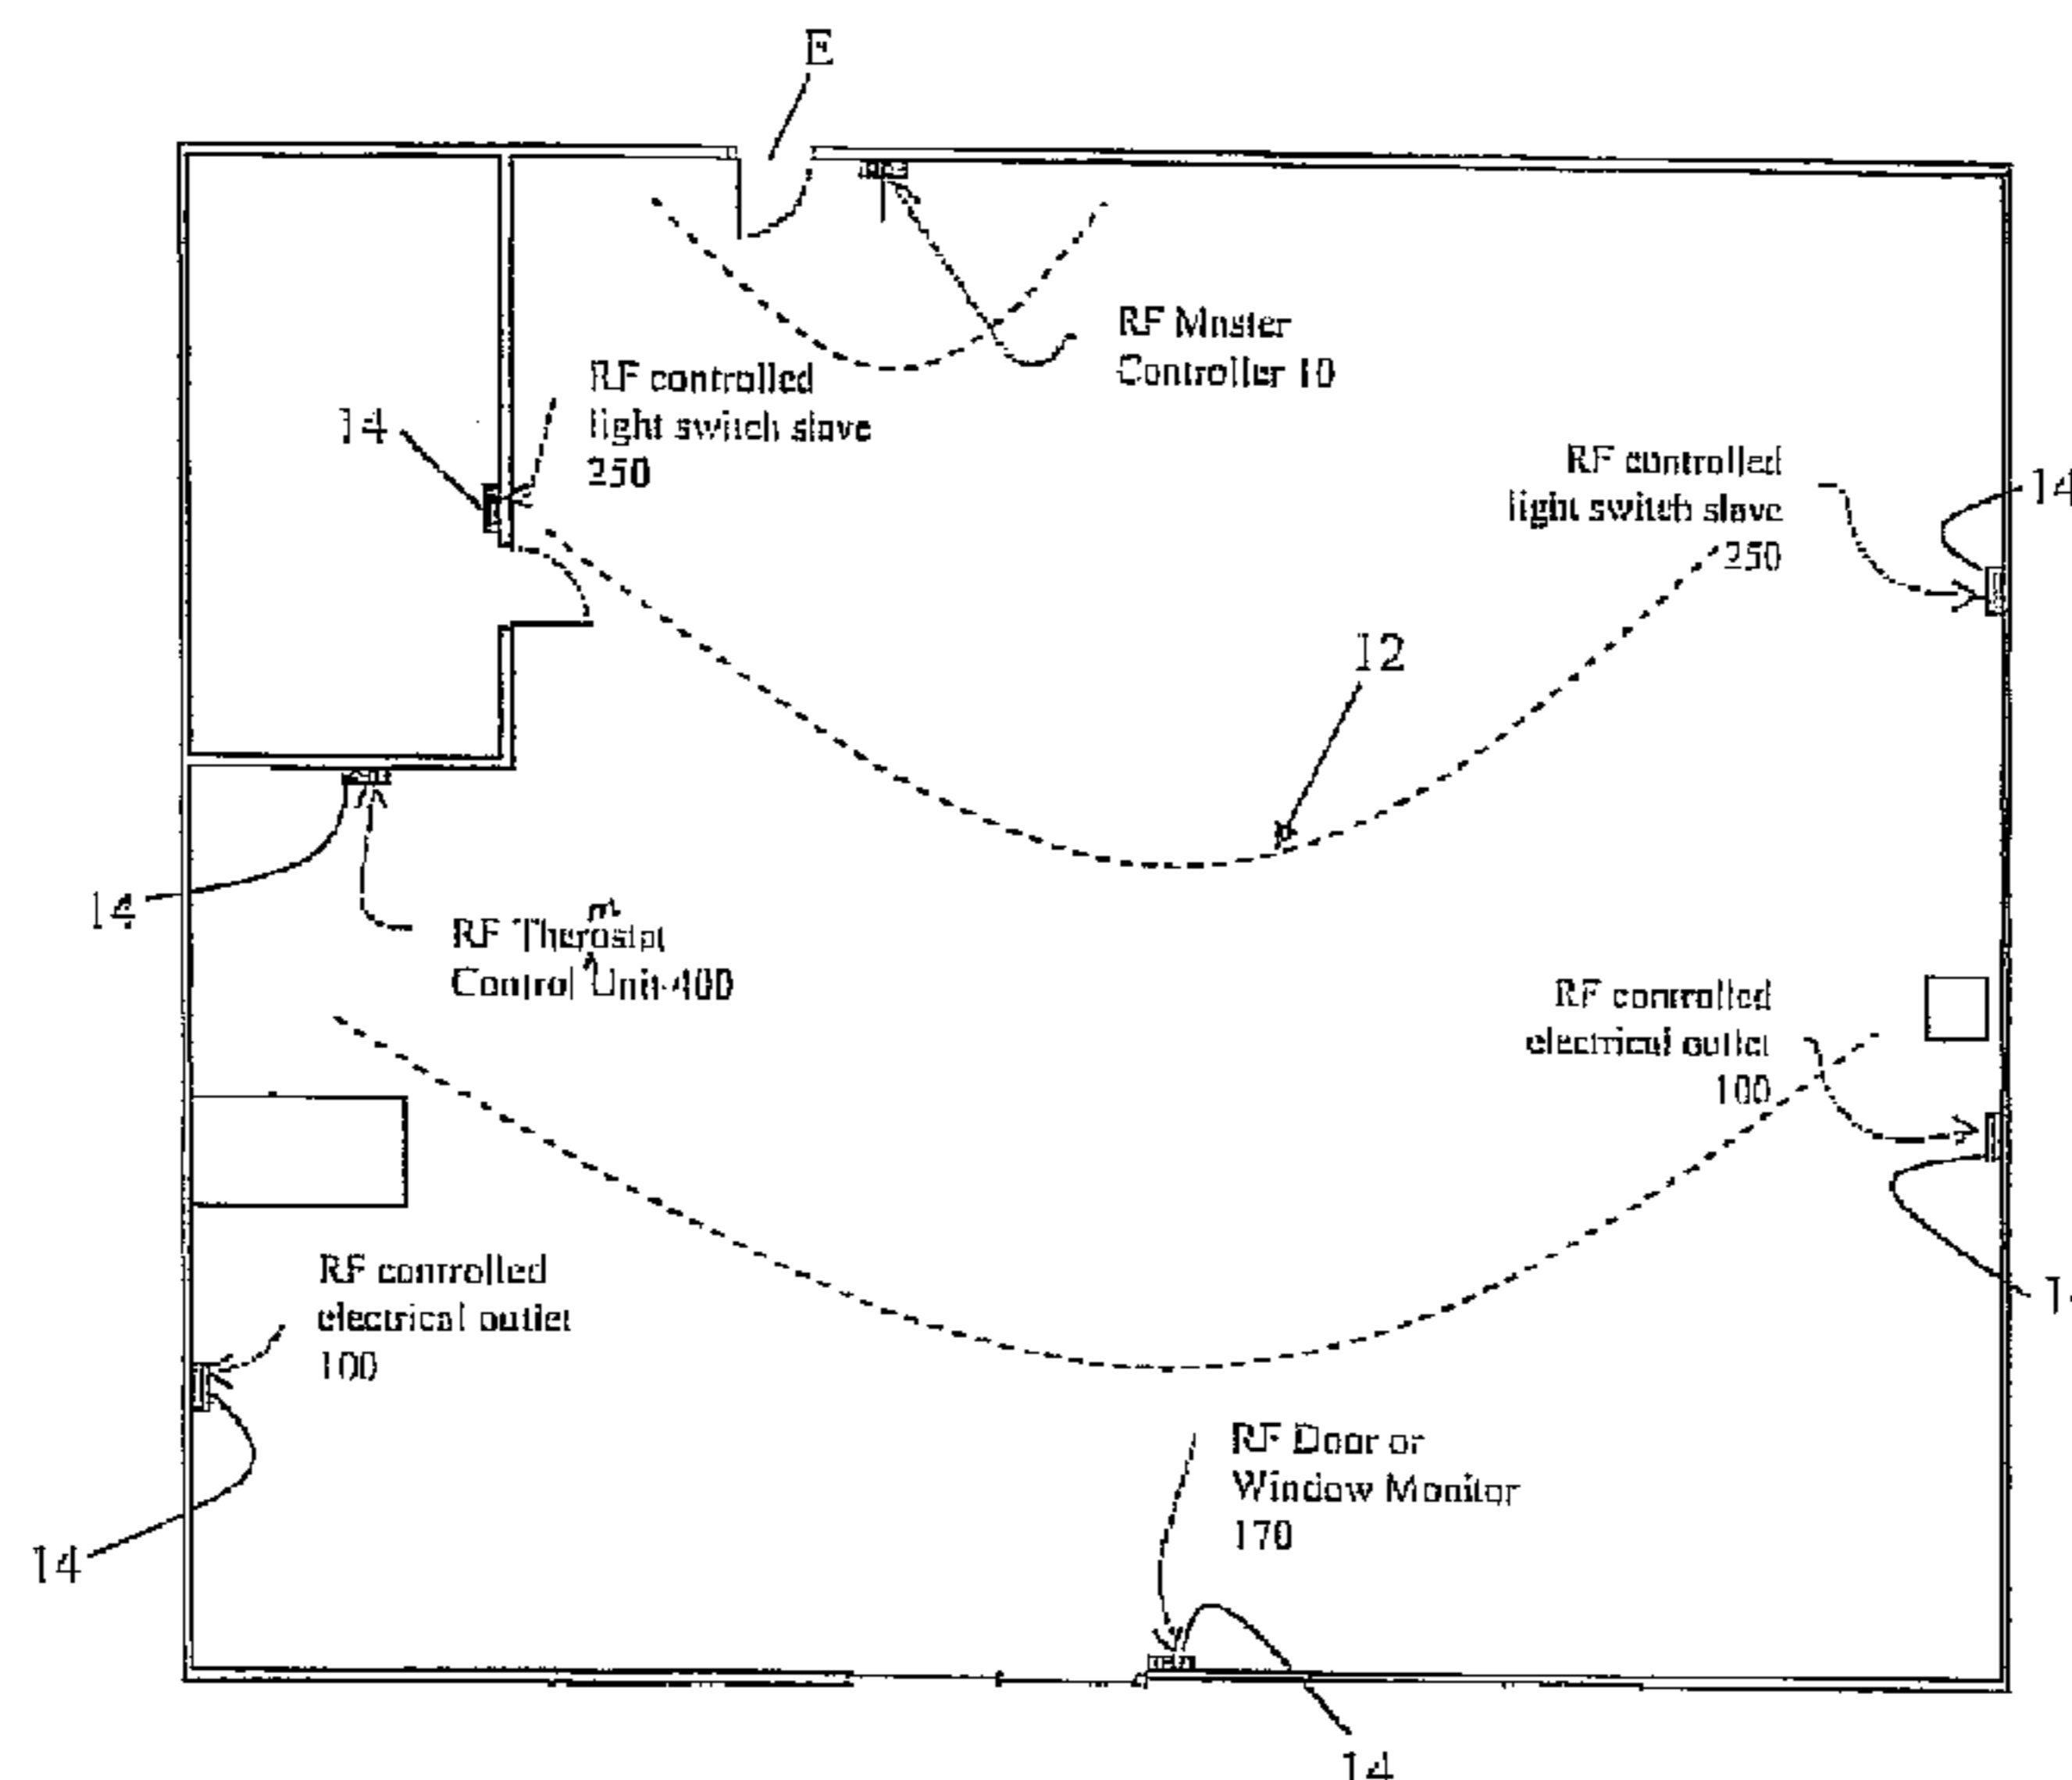 E
RF Master
Controller 10
RF controlled
light switch slave
250
14
RF controlled
light switch slave
250
14
12
14
RF Therostpt
m
^
Control Unit-400
RF controlled
electrical outlet
100
14
RF controlled
electrical outlet
100
14
RF Door or
Window Monitor
170
14